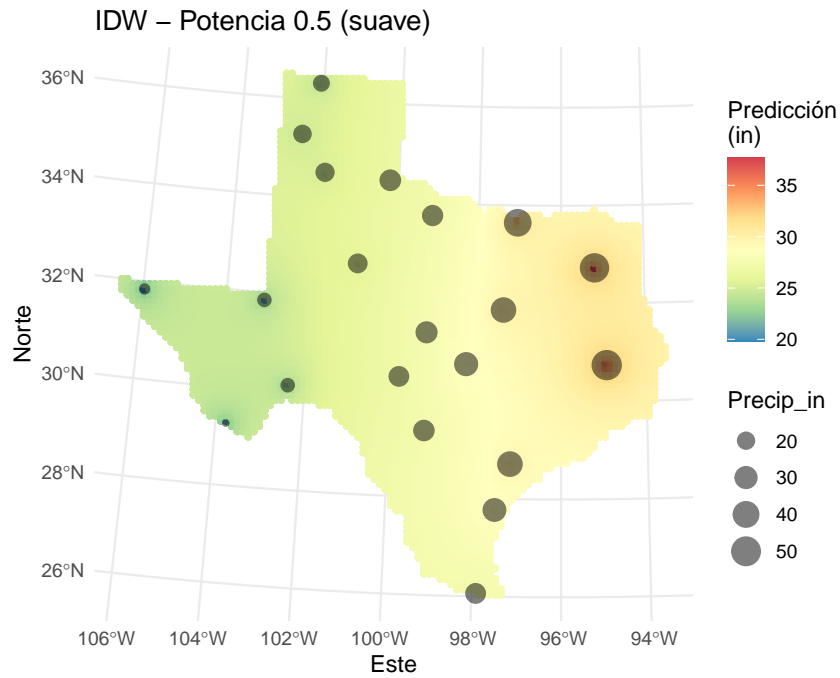 IDW – Potencia 0.5 (suave)
36°N
34°N
32°N
30°N
28°N
26°N
Norte
106°W
104°W
102°W
100°W
98°W
96°W
94°W
Este
Predicción
(in)
35
30
25
20
Precip_in
20
30
40
50